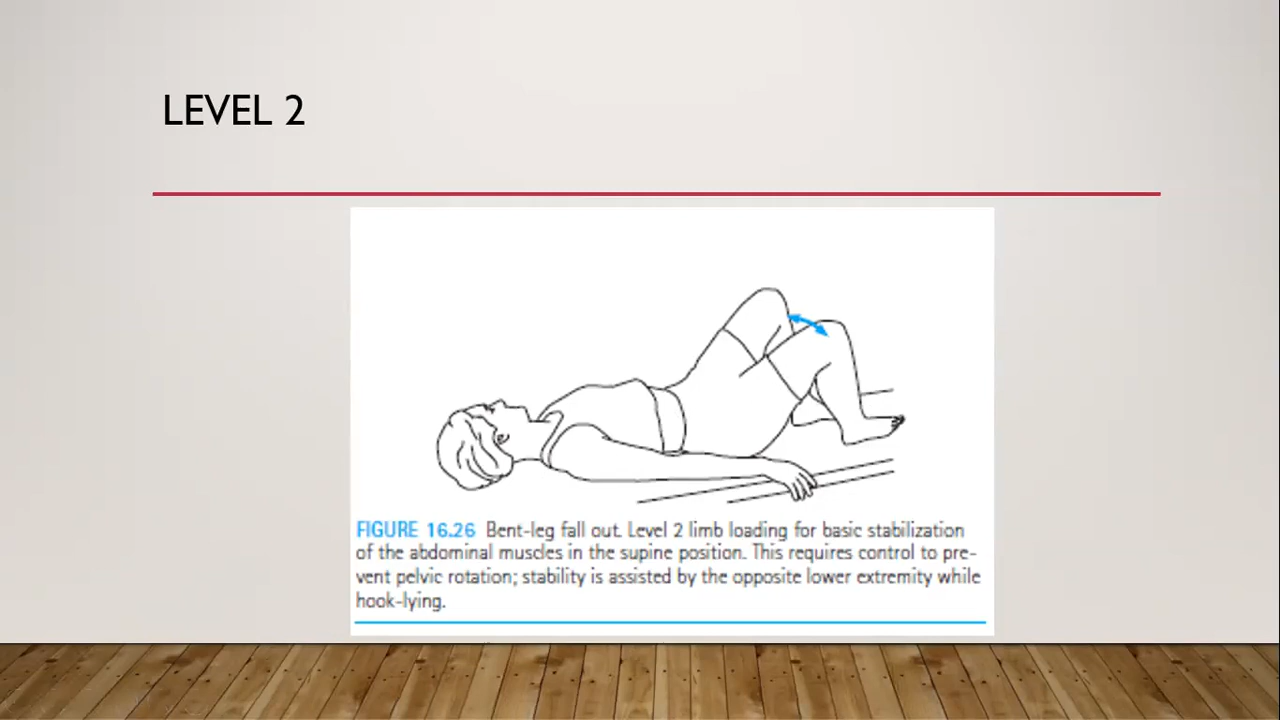 LEVEL 2
FIGURE 16.26 Bent-leg fall out. Level 2 limb loading for basic stabilization
of the abdominal muscles in the supine position. This requires control to pre-
vent pelvic rotation; stability is assisted by the opposite lower extremity while
hook-lying.